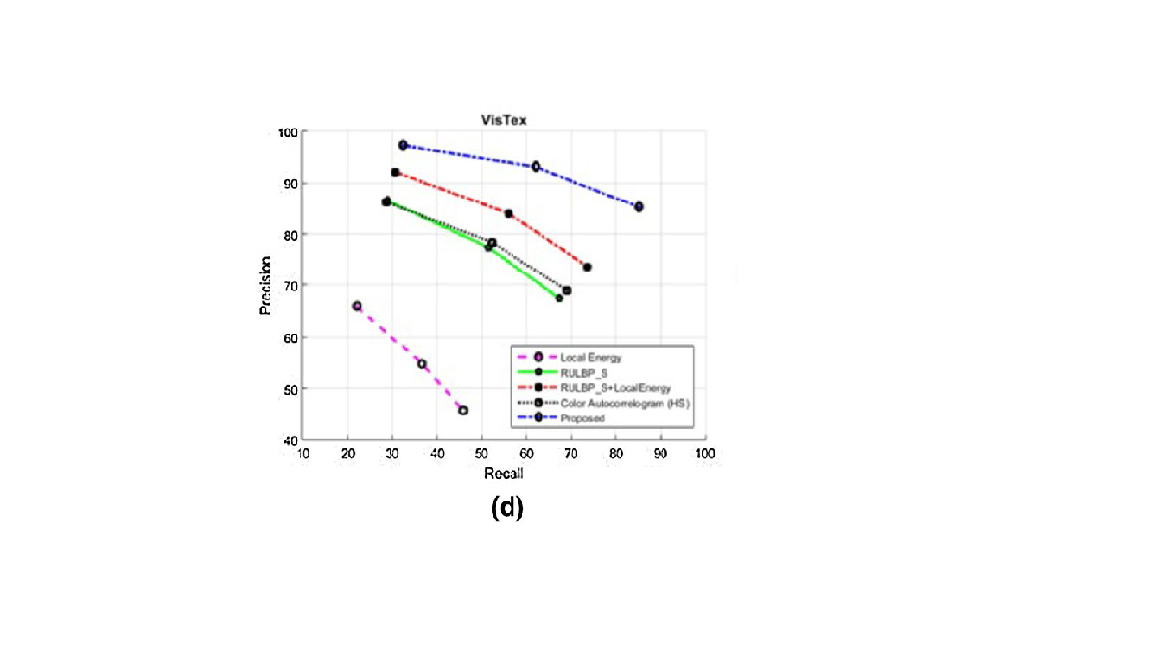 VisTex
100
90
80
70
60
50
40
Precision
10 20 30 40 50 60 70 80 90 100
Recall
Local Energy
RULBP_S
RULBP_S+LocalEnergy
Color Autocorrelogram (HS)
Proposed
(d)